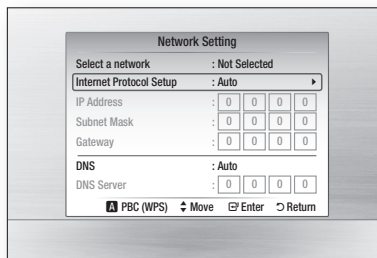 Network Setting
Select a network : Not Selected
Internet Protocol Setup : Auto
IP Address : 0 0 0 0
Subnet Mask : 0 0 0 0
Gateway : 0 0 0 0
DNS : Auto
DNS Server : 0 0 0 0
A PBC (WPS) Move Enter Return